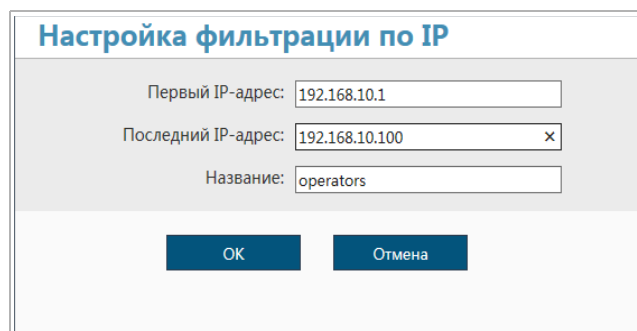 Настройка фильтрации по IP
Первый IP-адрес: 192.168.10.1
Последний IP-адрес: 192.168.10.100 ×
Название: operators
OK Отмена